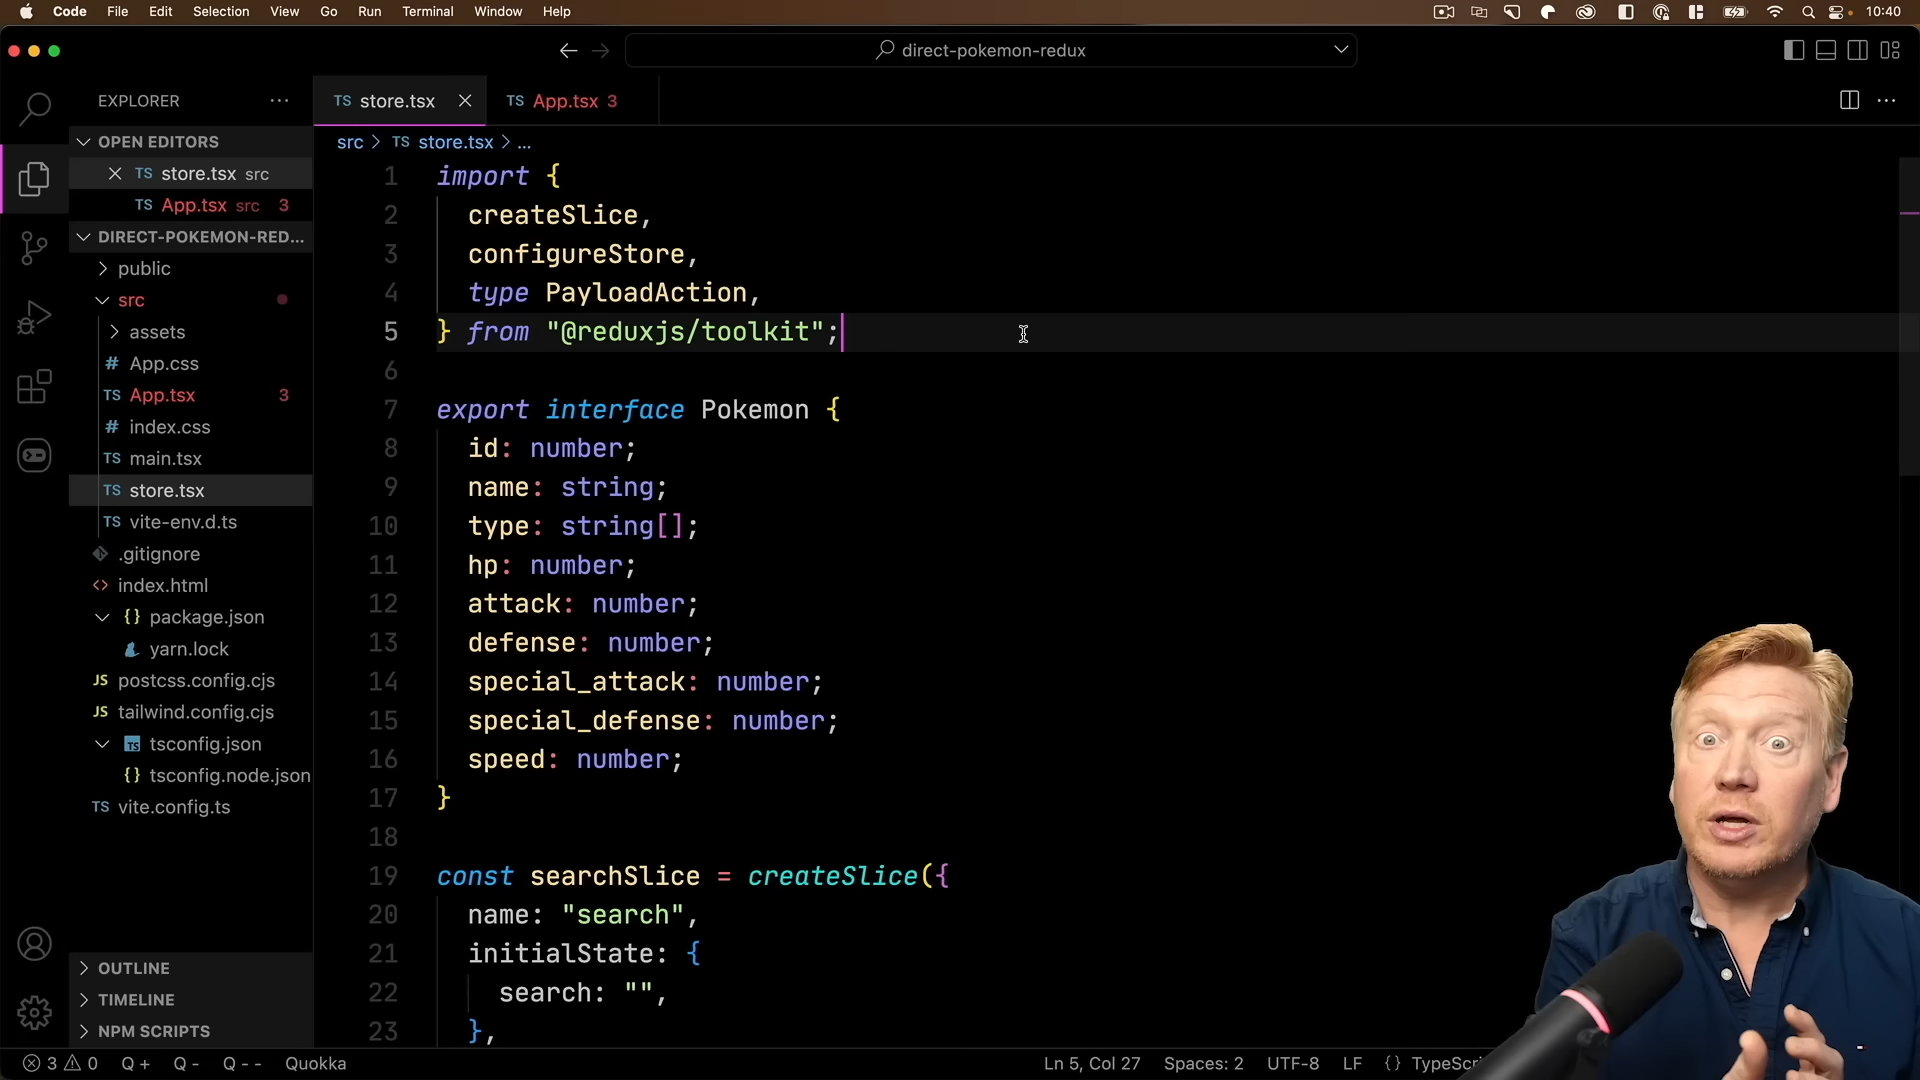 Code File Edit Selection View Go Run Terminal Window Help 10:40
direct-pokemon-redux
EXPLORER ...
TS store.tsx
TS App.tsx 3
OPEN EDITORS
TS store.tsx src
TS App.tsx src 3
DIRECT-POKEMON-RED...
public
src
assets
# App.css
TS App.tsx 3
# index.css
TS main.tsx
TS store.tsx
TS vite-env.d.ts
.gitignore
<> index.html
{} package.json
yarn.lock
JS postcss.config.cjs
JS tailwind.config.cjs
TS tsconfig.json
{} tsconfig.node.json
TS vite.config.ts
OUTLINE
TIMELINE
NPM SCRIPTS
src > TS store.tsx > ...
1 import {
2 createSlice,
3 configureStore,
4 type PayloadAction,
5 } from "@reduxjs/toolkit";
6
7 export interface Pokemon {
8 id: number;
9 name: string;
10 type: string[];
11 hp: number;
12 attack: number;
13 defense: number;
14 special_attack: number;
15 special_defense: number;
16 speed: number;
17 }
18
19 const searchSlice = createSlice({
20 name: "search",
21 initialState: {
22 search: "",
23 },
3 0 Q + Q - Q - - Quokka Ln 5, Col 27 Spaces: 2 UTF-8 LF {}